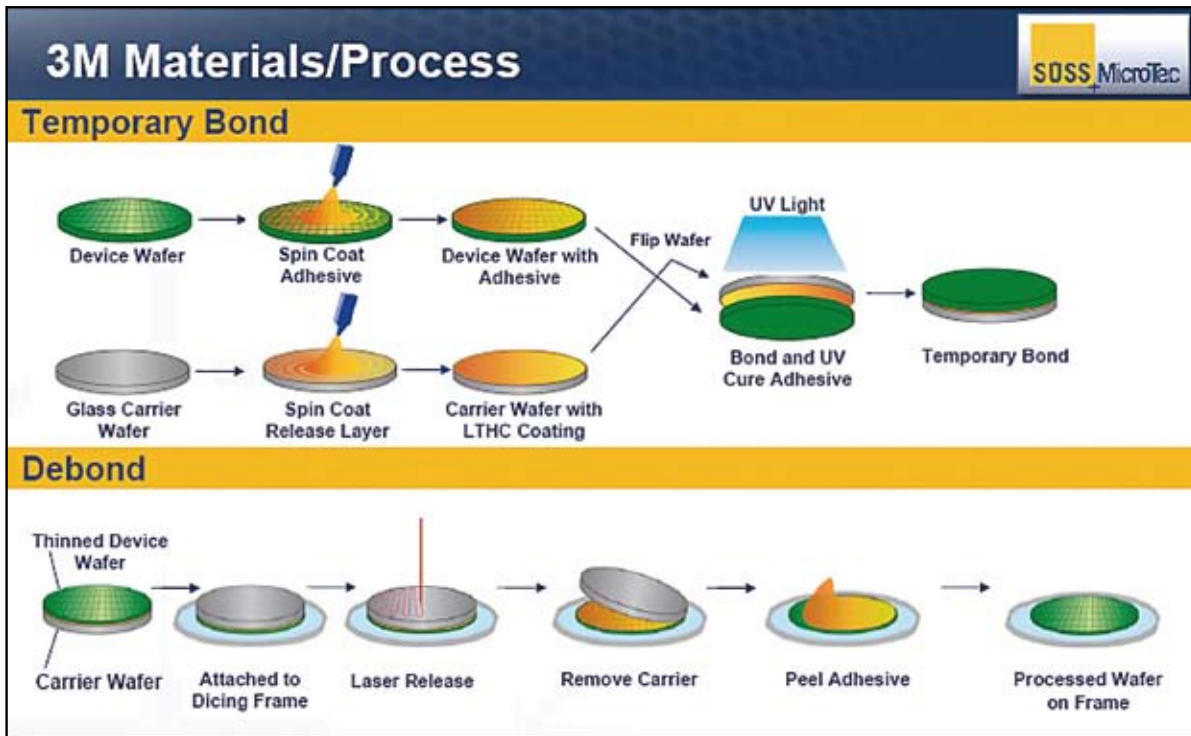 3M Materials/Process
SUSS MicroTec
Temporary Bond
Device Wafer
Spin Coat
Adhesive
Device Wafer with
Adhesive
Flip Wafer
UV Light
Glass Carrier
Wafer
Spin Coat
Release Layer
Carrier Wafer with
LTHC Coating
Bond and UV
Cure Adhesive
Temporary Bond
Debond
Thinned Device
Wafer
Carrier Wafer
Attached to
Dicing Frame
Laser Release
Remove Carrier
Peel Adhesive
Processed Wafer
on Frame